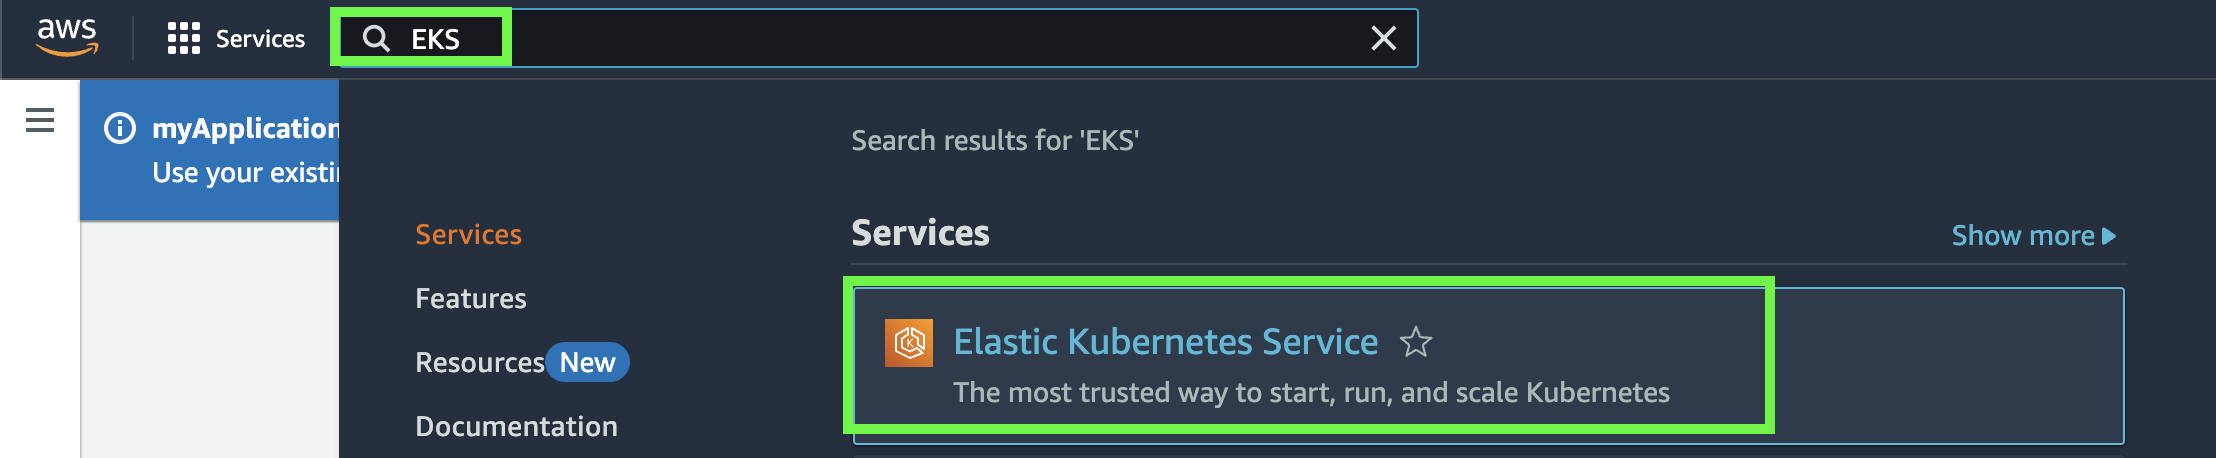 aws
Services
EKS
myApplication
Use your existi
Search results for 'EKS'
Services
Features
Resources New
Documentation
Services
Show more
Elastic Kubernetes Service
The most trusted way to start, run, and scale Kubernetes